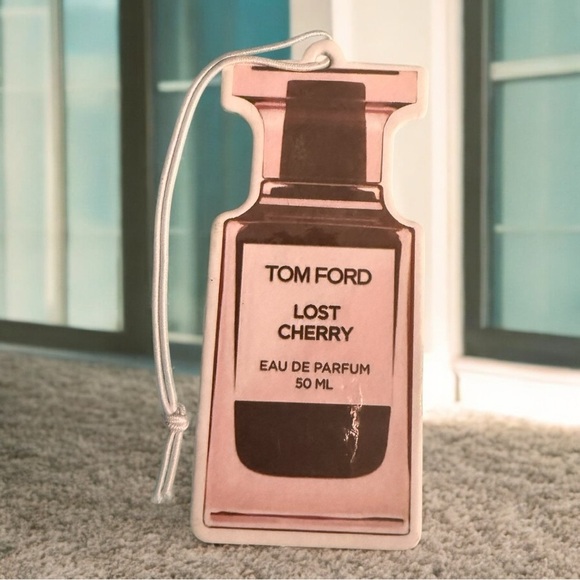 TOM FORD
LOST
CHERRY
EAU DE PARFUM
50 ML